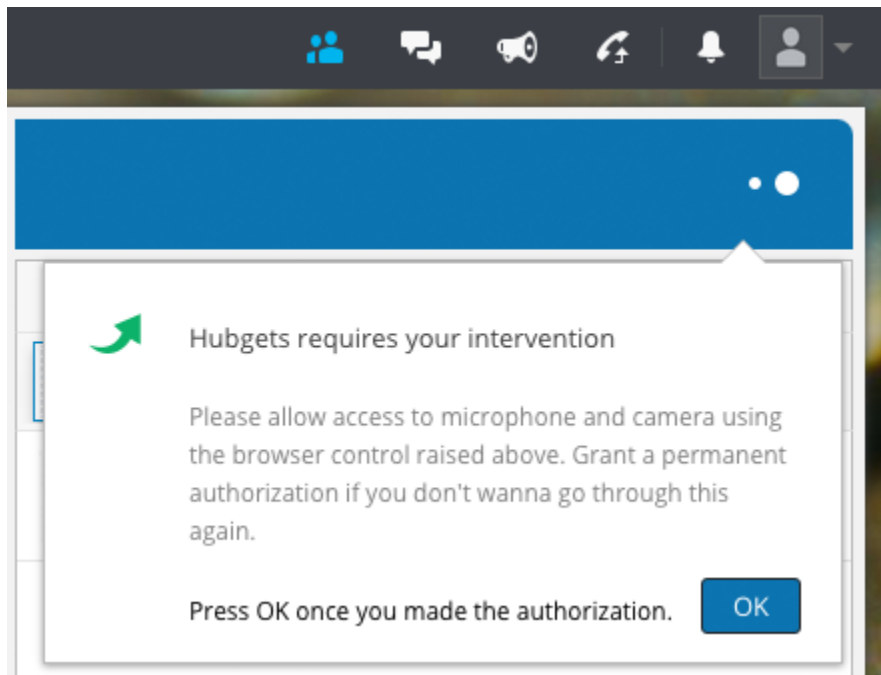 Hubgets requires your intervention
Please allow access to microphone and camera using
the browser control raised above. Grant a permanent
authorization if you don't wanna go through this
again.
Press OK once you made the authorization.
OK